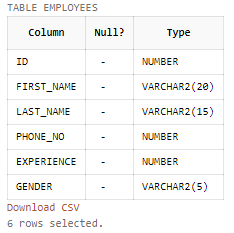 TABLE EMPLOYEES
Column Null? Type
ID - NUMBER
FIRST_NAME - VARCHAR2(20)
LAST_NAME - VARCHAR2(15)
PHONE_NO - NUMBER
EXPERIENCE - NUMBER
GENDER - VARCHAR2(5)
Download CSV
6 rows selected.